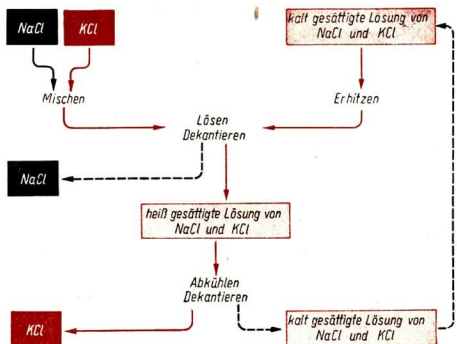 NaCl
KCl
kalt gesättigte Lösung von
NaCl und KCl
Mischen
Erhitzen
Lösen
Dekantieren
NaCl
heiß gesättigte Lösung von
NaCl und KCl
Abkühlen
Dekantieren
KCl
kalt gesättigte Lösung von
NaCl und KCl